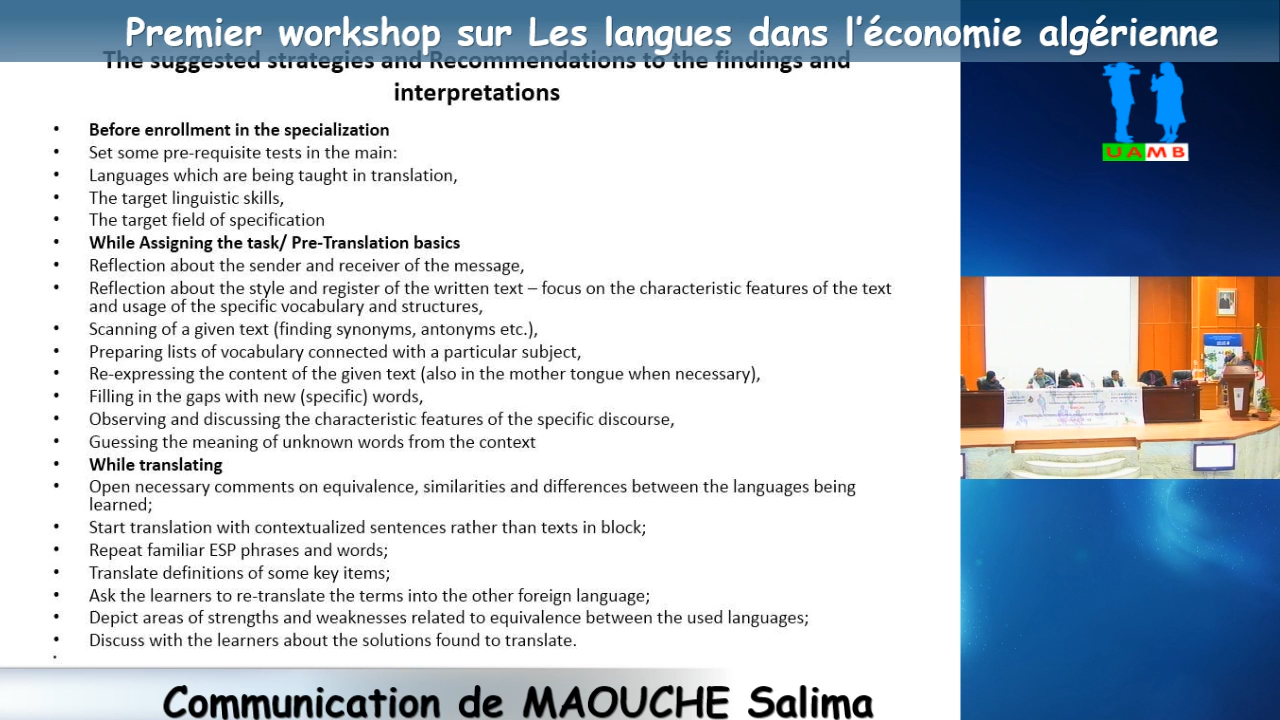 Premier workshop sur Les langues dans l'économie algérienne
The suggested strategies and Recommendations to the findings and
interpretations
• Before enrollment in the specialization
• Set some pre-requisite tests in the main:
• Languages which are being taught in translation,
• The target linguistic skills,
• The target field of specification
• While Assigning the task/ Pre-Translation basics
• Reflection about the sender and receiver of the message,
• Reflection about the style and register of the written text – focus on the characteristic features of the text
and usage of the specific vocabulary and structures,
• Scanning of a given text (finding synonyms, antonyms etc.),
• Preparing lists of vocabulary connected with a particular subject,
• Re-expressing the content of the given text (also in the mother tongue when necessary),
• Filling in the gaps with new (specific) words,
• Observing and discussing the characteristic features of the specific discourse,
• Guessing the meaning of unknown words from the context
• While translating
• Open necessary comments on equivalence, similarities and differences between the languages being
learned;
• Start translation with contextualized sentences rather than texts in block;
• Repeat familiar ESP phrases and words;
• Translate definitions of some key items;
• Ask the learners to re-translate the terms into the other foreign language;
• Depict areas of strengths and weaknesses related to equivalence between the used languages;
• Discuss with the learners about the solutions found to translate.
•
Communication de MAOUCHE Salima
UAMB